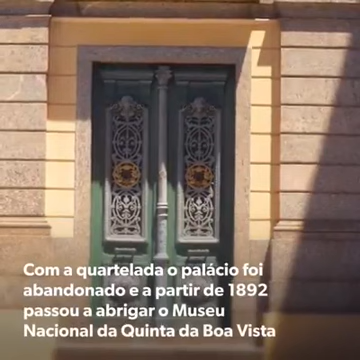 Com a quartelada o palácio foi
abandonado e a partir de 1892
passou a abrigar o Museu
Nacional da Quinta da Boa Vista